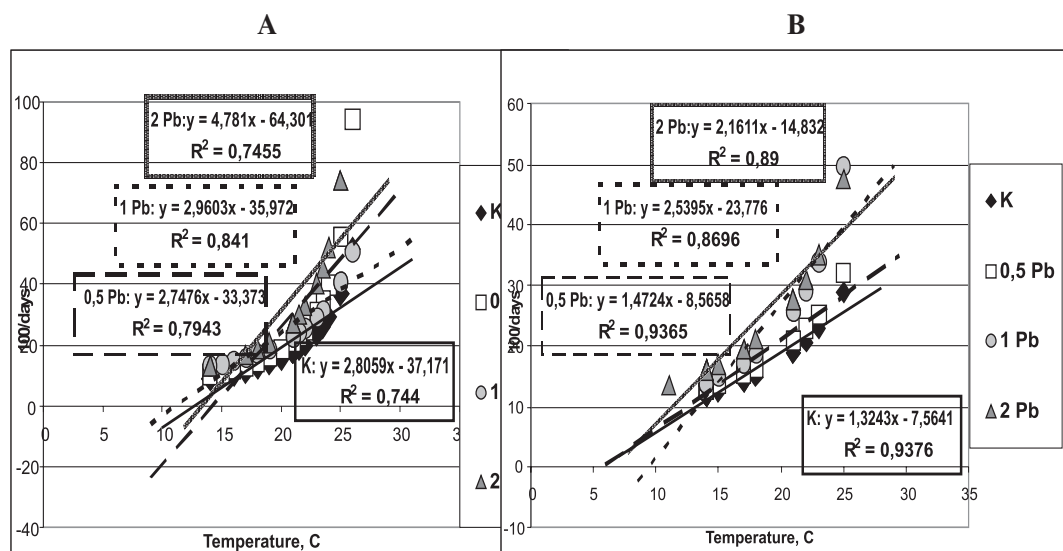 A
100
80
60
40
20
0
-20
-40
0
5
10
15
20
25
30
3
100/days
Temperature, C
2 Pb:y = 4,781x - 64,301
R² = 0,7455
1 Pb: y = 2,9603x - 35,972
R² = 0,841
0,5 Pb: y = 2,7476x - 33,373
R² = 0,7943
K: y = 2,8059x - 37,171
R² = 0,744
K
0
1
2
B
60
50
40
30
20
10
0
-10
0
5
10
15
20
25
30
35
100/days
Temperature, C
2 Pb: y = 2,1611x - 14,832
R² = 0,89
1 Pb: y = 2,5395x - 23,776
R² = 0,8696
0,5 Pb: y = 1,4724x - 8,5658
R² = 0,9365
K: y = 1,3243x - 7,5641
R² = 0,9376
K
0,5 Pb
1 Pb
2 Pb